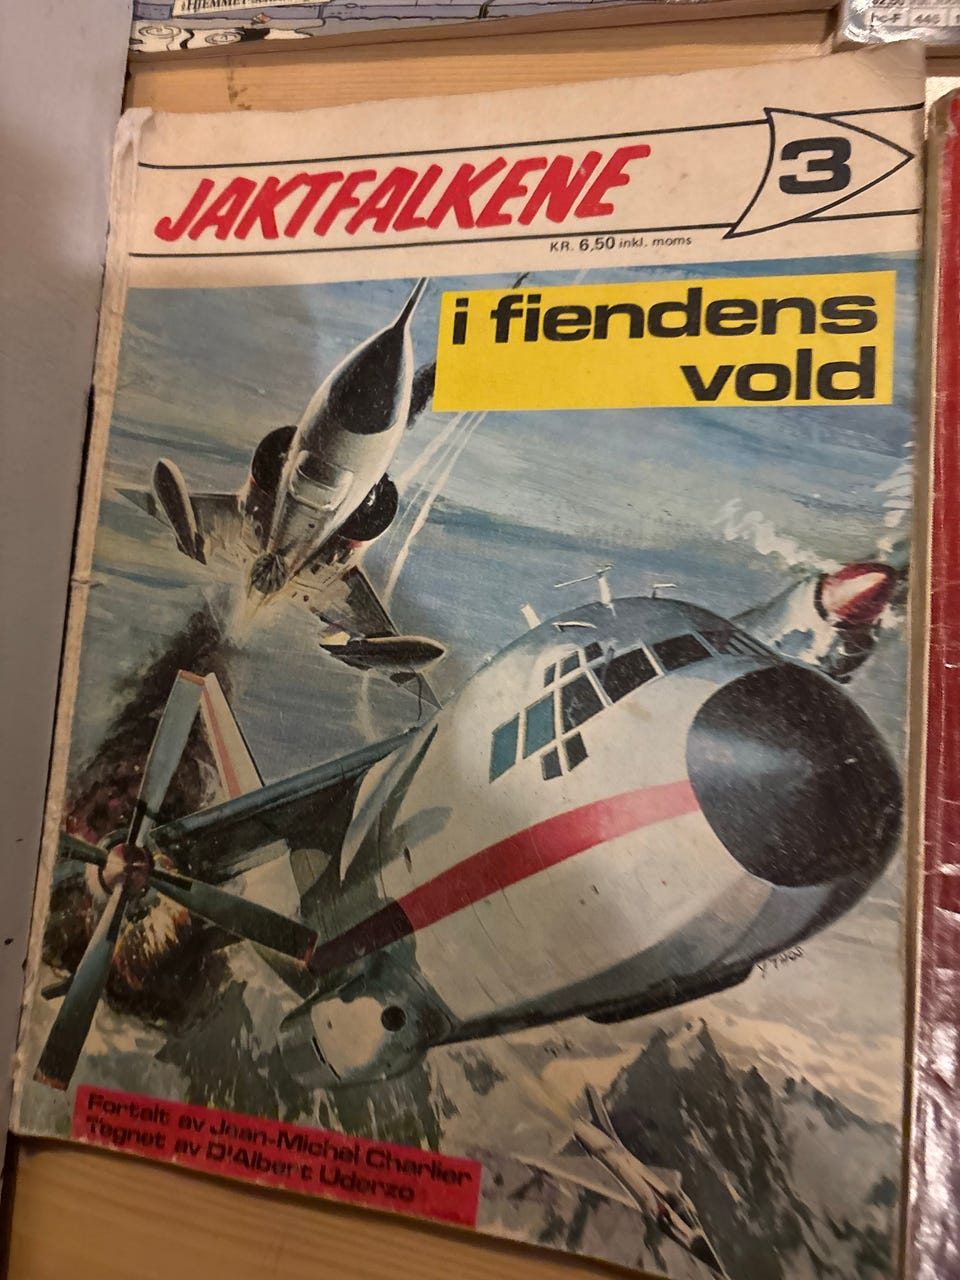 JAKTFALKENE
3
KR. 6,50 inkl. moms
i fiendens
vold
Fortalt av Jean-Michel Charlier
Tegnet av D'Albert Uderzo